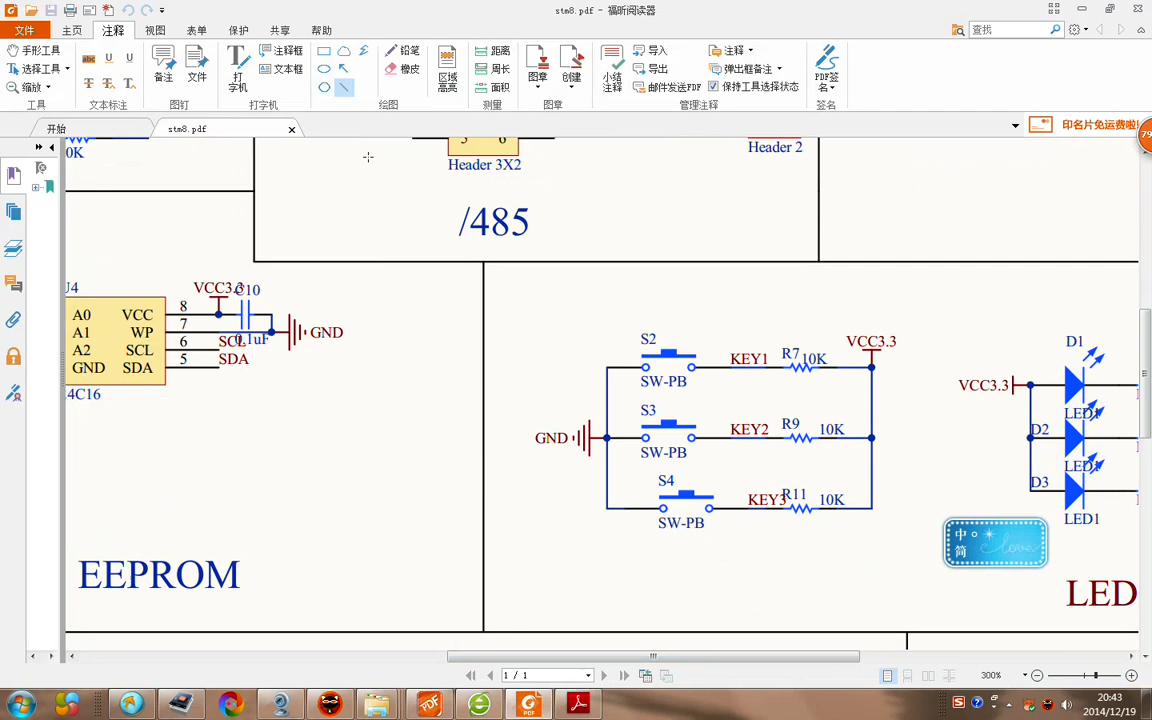 stm8.pdf - 福昕阅读器
文件 主页 注释 视图 表单 保护 共享 帮助
查找
手形工具
选择工具
缩放
工具
abc U U
T T T
文本标注
备注
文件
图钉
打字机
注释框
文本框
打字机
铅笔
橡皮
绘图
区域高亮
距离
周长
面积
测量
图章
创建
图章
小结注释
导入
导出
注释
弹出框备注
邮件发送PDF
保持工具选择状态
管理注释
PDF签名
签名
开始
stm8.pdf
印名片免运费啦!
79
0K
5 6
Header 3X2
Header 2
/485
U4
A0 VCC
A1 WP
A2 SCL
GND SDA
8
7
6
5
4C16
VCC3.3
C10
0.1uF
GND
SCL
SDA
EEPROM
S2
SW-PB
KEY1
R7
10K
VCC3.3
S3
GND
SW-PB
KEY2
R9
10K
S4
SW-PB
KEY3
R11
10K
D1
VCC3.3
LED1
D2
LED1
D3
LED1
中
简
LED
1 / 1
300%
20:43
2014/12/19